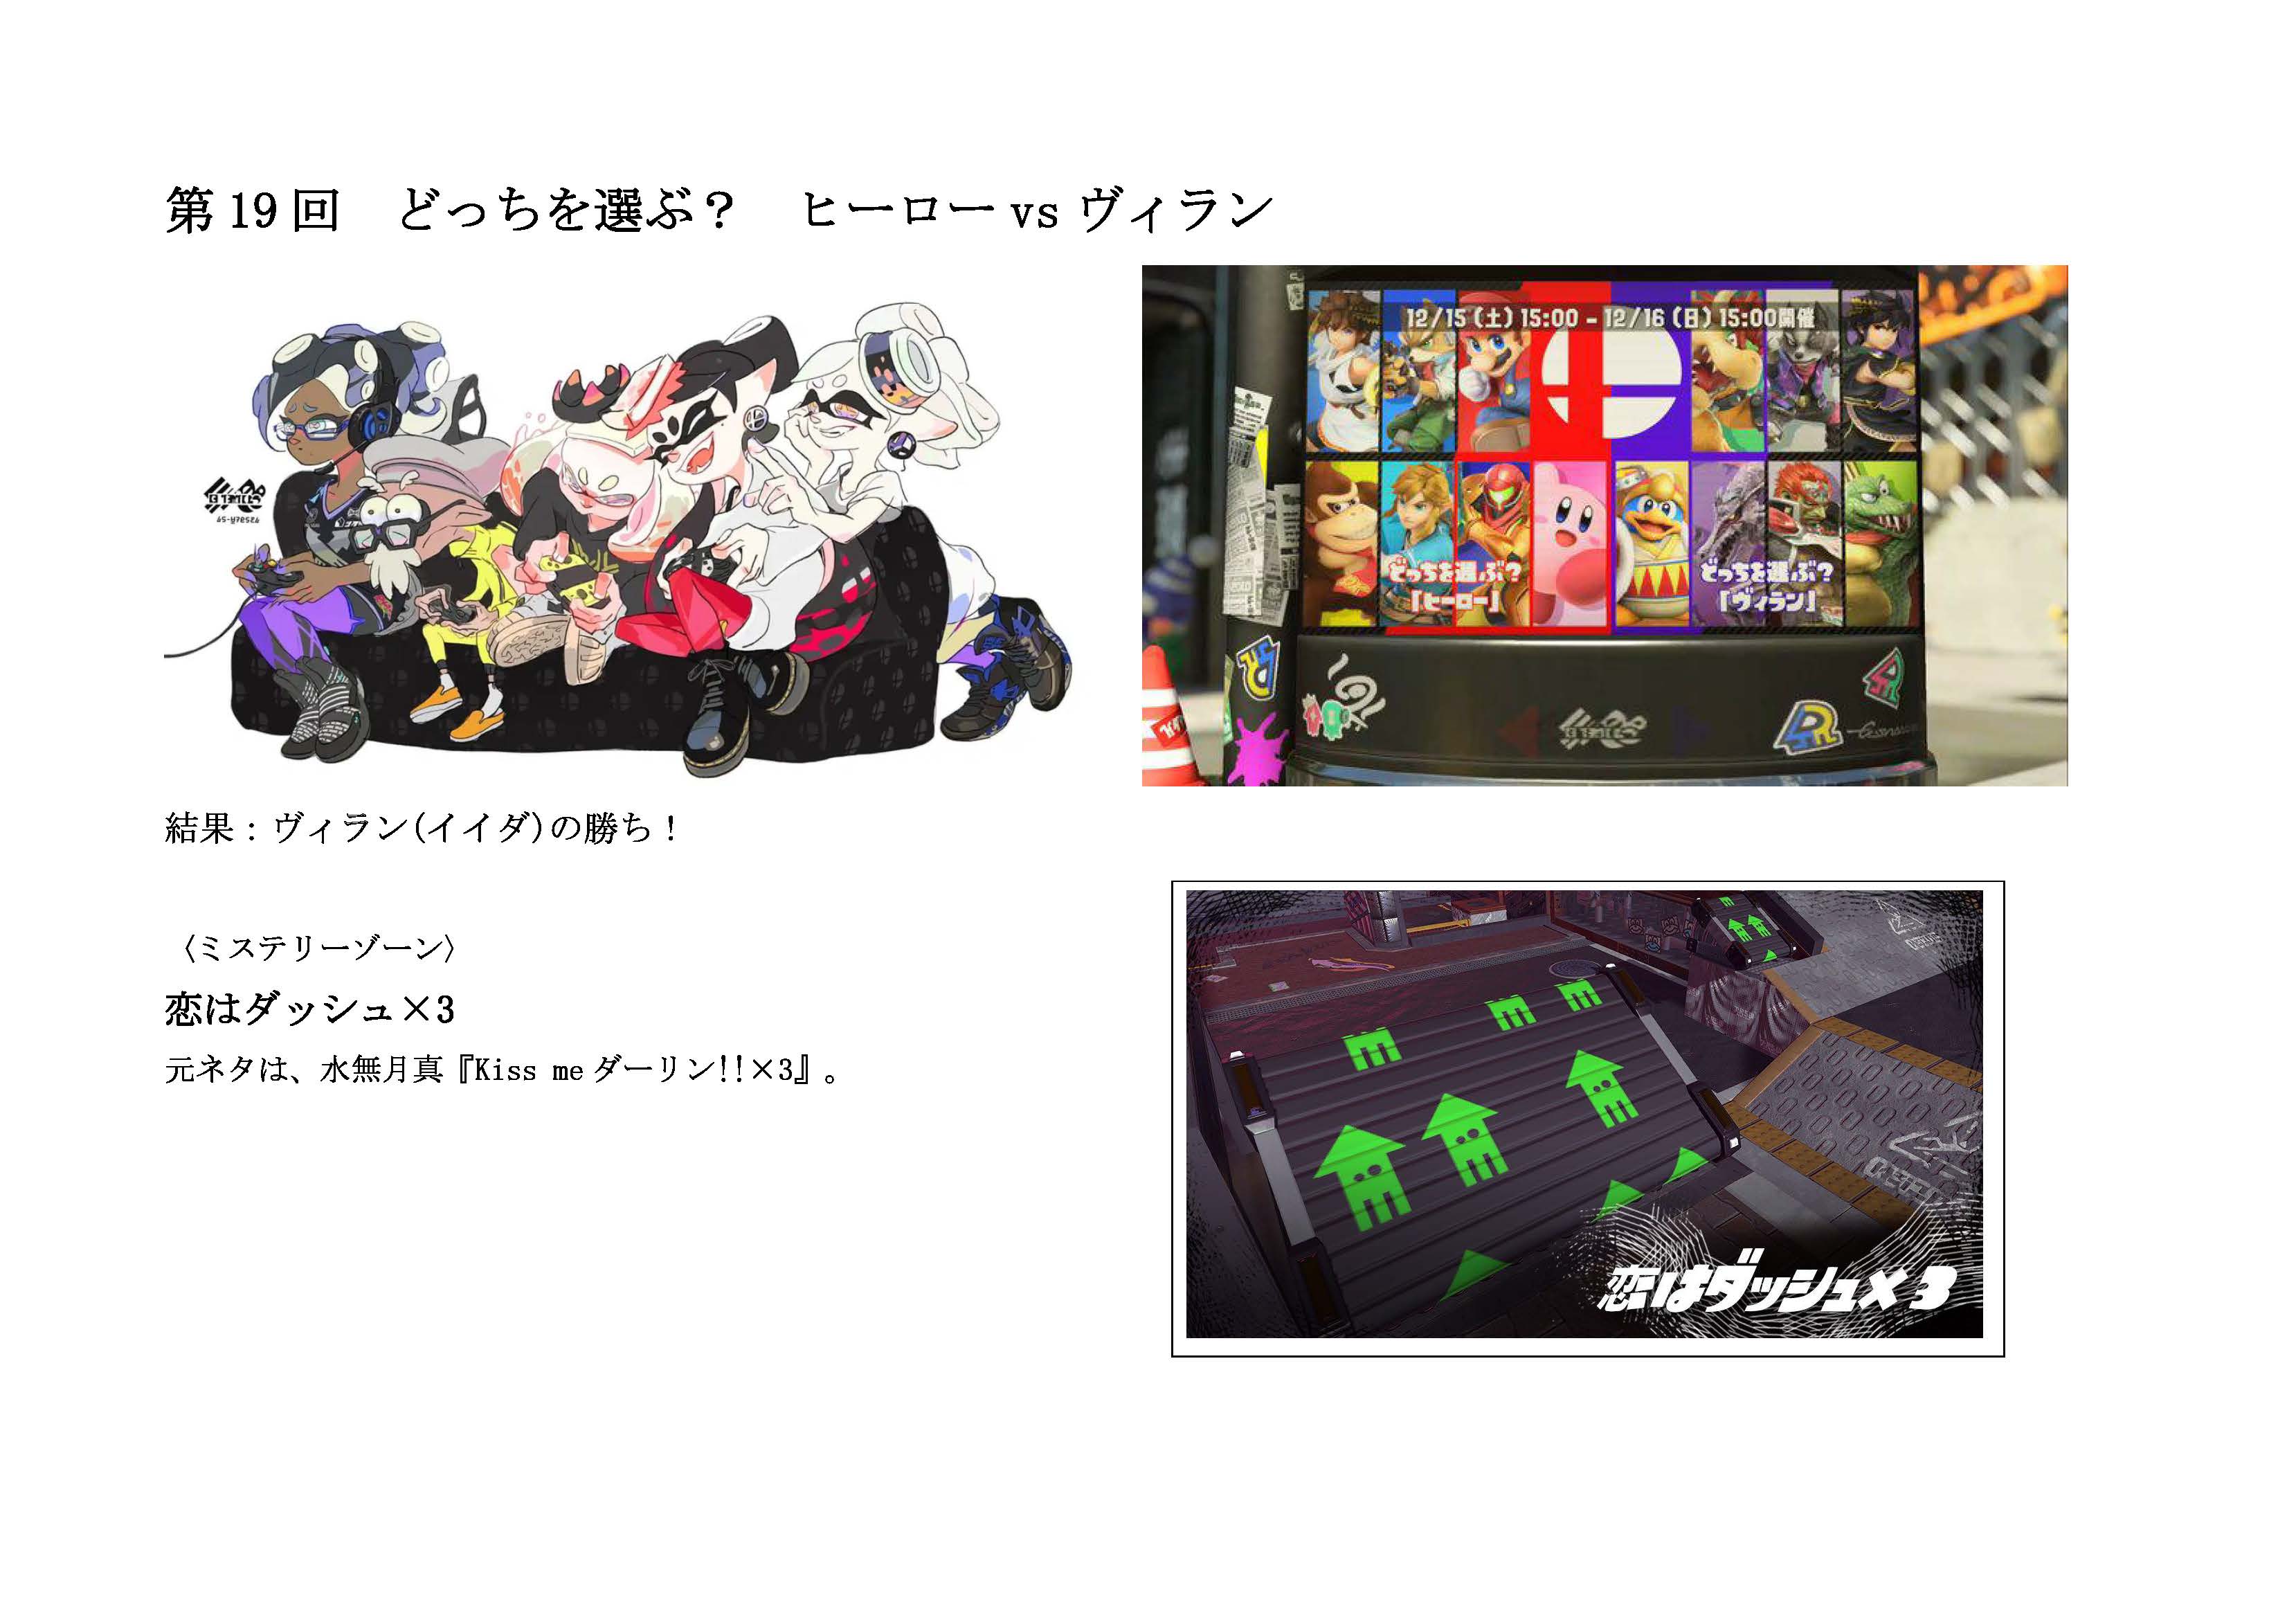 第19回　どっちを選ぶ？　ヒーローvsヴィラン
12/15（土）15:00 - 12/16（日）15:00開催
どっちを選ぶ？
「ヒーロー」
どっちを選ぶ？
「ヴィラン」
結果：ヴィラン(イイダ)の勝ち！
〈ミステリーゾーン〉
恋はダッシュ×3
元ネタは、水無月真『Kiss meダーリン!!×3』。
恋はダッシュ×3